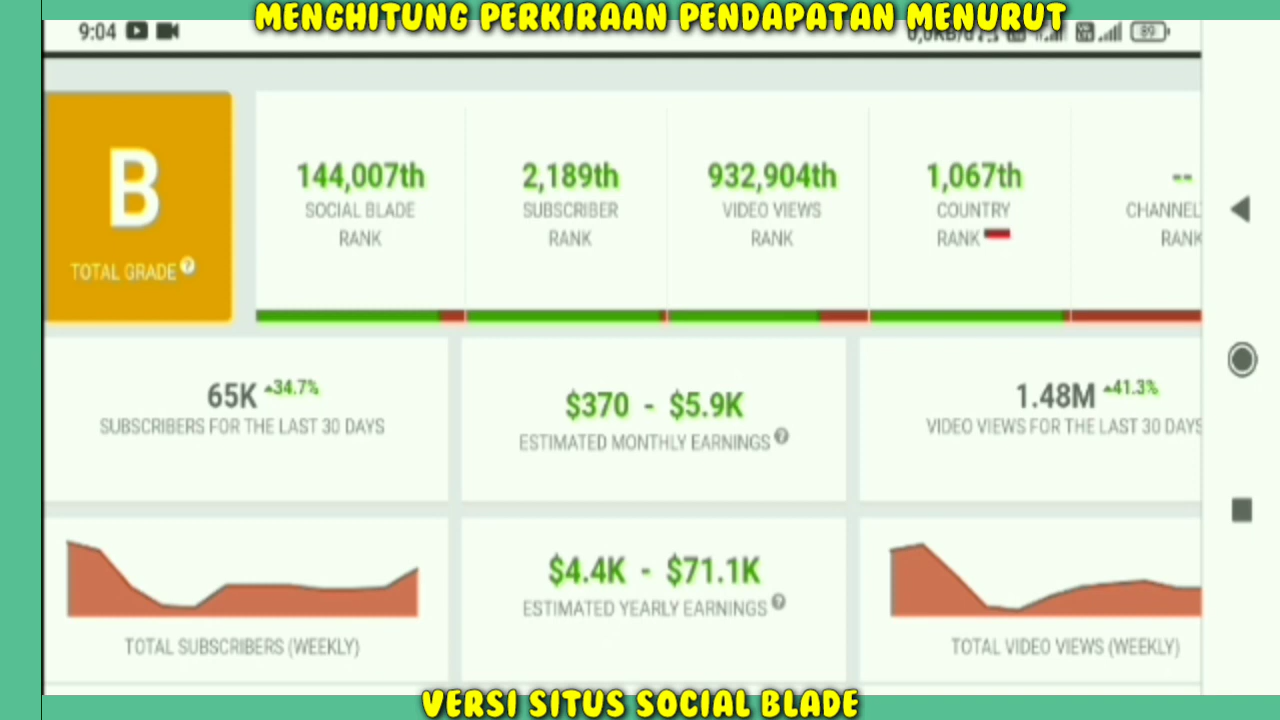 MENGHITUNG PERKIRAAN PENDAPATAN MENURUT
9:04
89
B
TOTAL GRADE ?
144,007th
SOCIAL BLADE
RANK
2,189th
SUBSCRIBER
RANK
932,904th
VIDEO VIEWS
RANK
1,067th
COUNTRY
RANK
--
CHANNEL
RANK
65K 34.7%
SUBSCRIBERS FOR THE LAST 30 DAYS
$370 - $5.9K
ESTIMATED MONTHLY EARNINGS ?
1.48M 41.3%
VIDEO VIEWS FOR THE LAST 30 DAYS
TOTAL SUBSCRIBERS (WEEKLY)
$4.4K - $71.1K
ESTIMATED YEARLY EARNINGS ?
TOTAL VIDEO VIEWS (WEEKLY)
VERSI SITUS SOCIAL BLADE